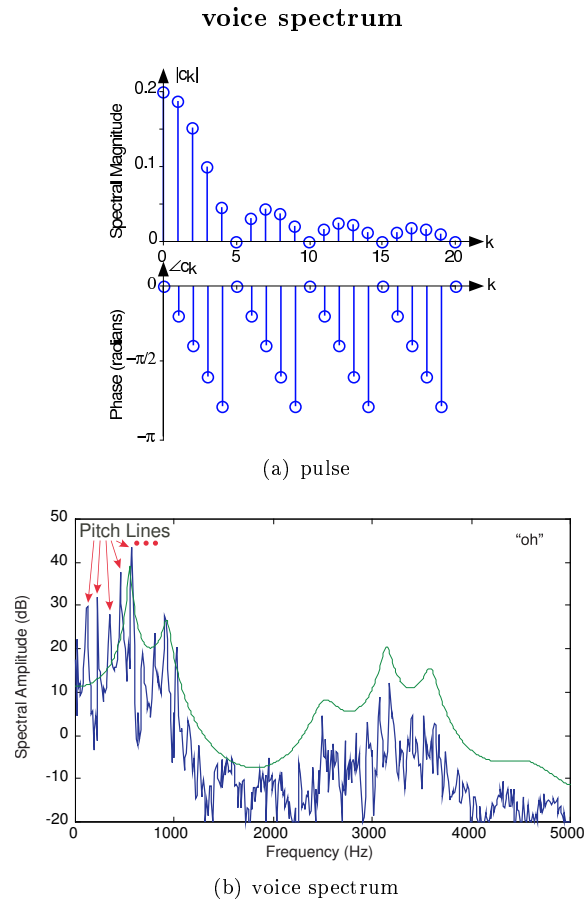 voice spectrum
|ck|
Spectral Magnitude
0.2
0.1
0
0 5 10 15 20 k
∠ck
Phase (radians)
0 k
−π/2
−π
(a) pulse
Pitch Lines
"oh"
Spectral Amplitude (dB)
50
40
30
20
10
0
-10
-20
0 1000 2000 3000 4000 5000
Frequency (Hz)
(b) voice spectrum